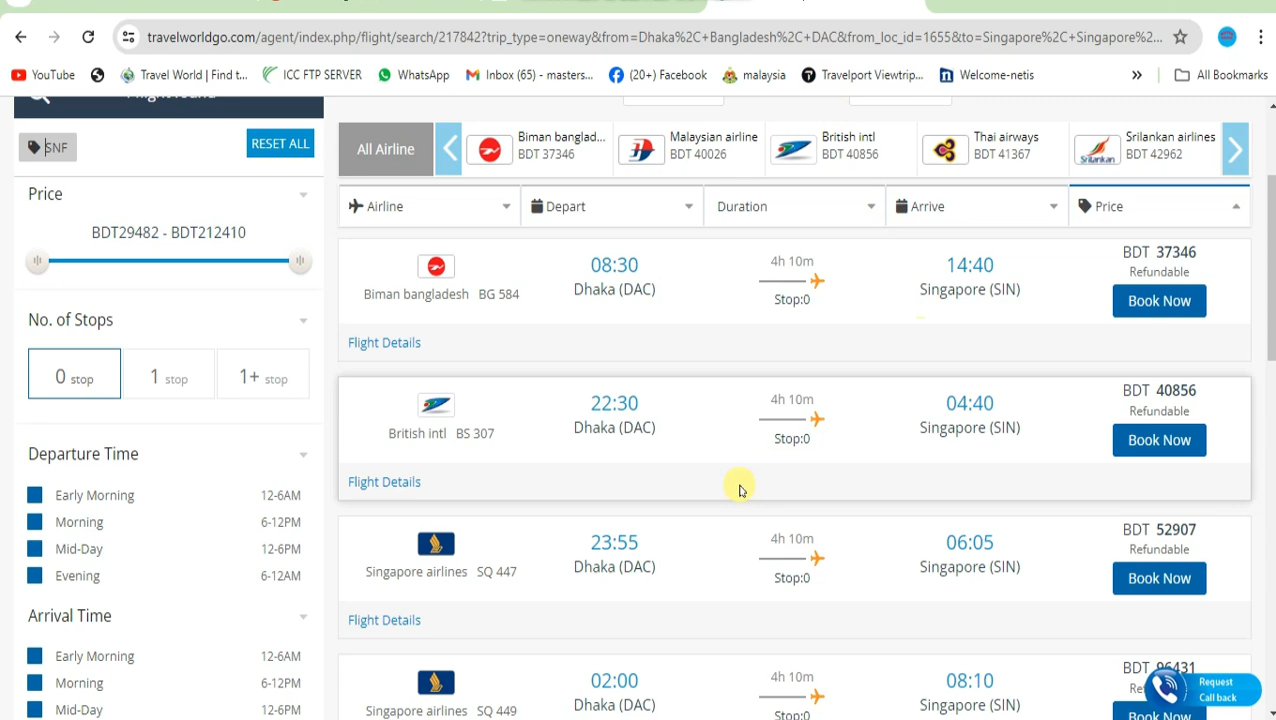 travelworldgo.com/agent/index.php/flight/search/217842?trip_type=oneway&from=Dhaka%2C+Bangladesh%2C+DAC&from_loc_id=1655&to=Singapore%2C+Singapore%2C...
YouTube
Travel World | Find t...
ICC FTP SERVER
WhatsApp
Inbox (65) - masters...
(20+) Facebook
malaysia
Travelport Viewtrip...
Welcome-netis
»
All Bookmarks
SNF
RESET ALL
Price
BDT29482 - BDT212410
No. of Stops
0 stop
1 stop
1+ stop
Departure Time
Early Morning 12-6AM
Morning 6-12PM
Mid-Day 12-6PM
Evening 6-12AM
Arrival Time
Early Morning 12-6AM
Morning 6-12PM
Mid-Day 12-6PM
All Airline
Biman banglad...
BDT 37346
Malaysian airline
BDT 40026
British intl
BDT 40856
Thai airways
BDT 41367
Srilankan
Srilankan airlines
BDT 42962
Airline
Depart
Duration
Arrive
Price
Biman bangladesh BG 584
08:30
Dhaka (DAC)
4h 10m
Stop:0
14:40
Singapore (SIN)
BDT 37346
Refundable
Book Now
Flight Details
British intl BS 307
22:30
Dhaka (DAC)
4h 10m
Stop:0
04:40
Singapore (SIN)
BDT 40856
Refundable
Book Now
Flight Details
Singapore airlines SQ 447
23:55
Dhaka (DAC)
4h 10m
Stop:0
06:05
Singapore (SIN)
BDT 52907
Refundable
Book Now
Flight Details
Singapore airlines SQ 449
02:00
Dhaka (DAC)
4h 10m
Stop:0
08:10
Singapore (SIN)
BDT 96431
Book Now
Request
Call back